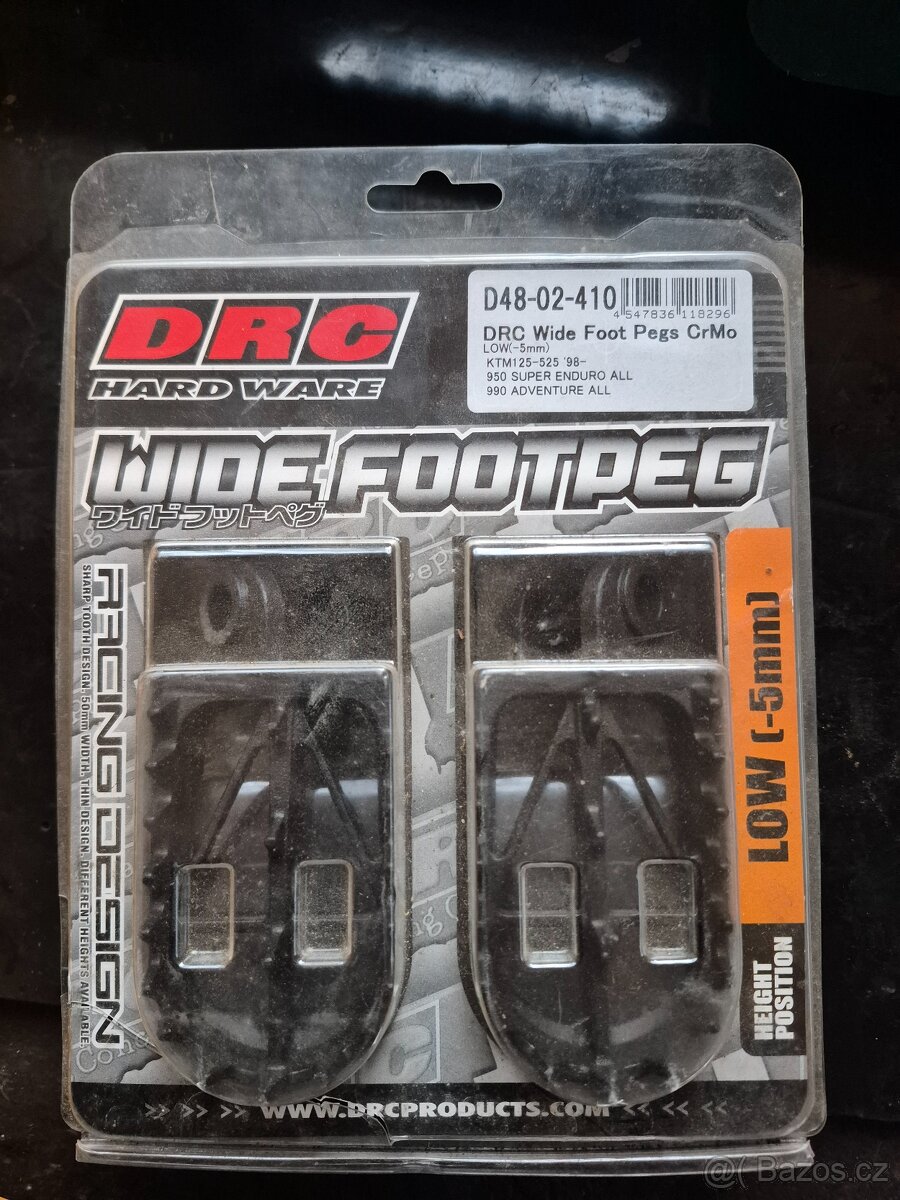 DRC
HARD WARE
D48-02-410
4 547836 118296
DRC Wide Foot Pegs CrMo
LOW(-5mm)
KTM125-525 '98-
950 SUPER ENDURO ALL
990 ADVENTURE ALL
WIDE FOOTPEG
ワイドフットペグ
RACING DESIGN
SHARP TOOTH DESIGN. 50mm WIDTH. THIN DESIGN. DIFFERENT HEIGHTS AVAILABLE.
LOW (-5mm)
HEIGHT
POSITION
>> >> >> WWW.DRCPRODUCTS.COM << << <<
@( Bazos.cz